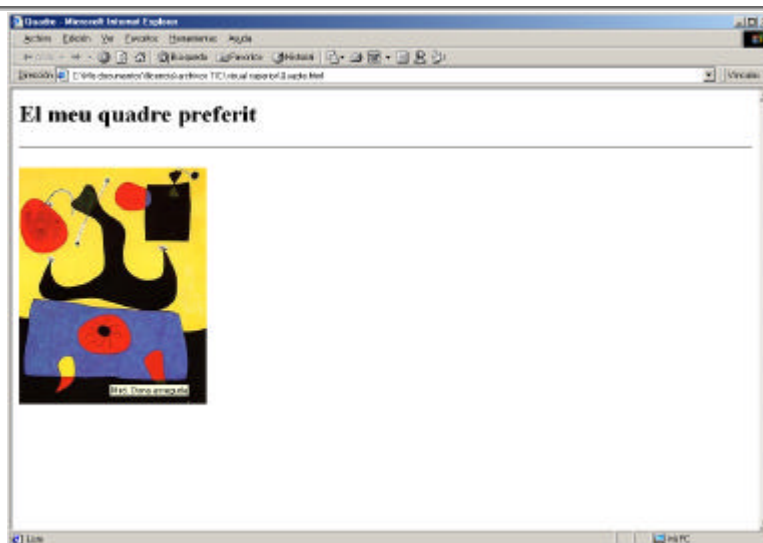 Quadre - Microsoft Internet Explorer
Archivo Edición Ver Favoritos Herramientas Ayuda
Búsqueda Favoritos Historial
Dirección
Vínculos
El meu quadre preferit
Miró. Dona asseguda
Listo
Mi PC